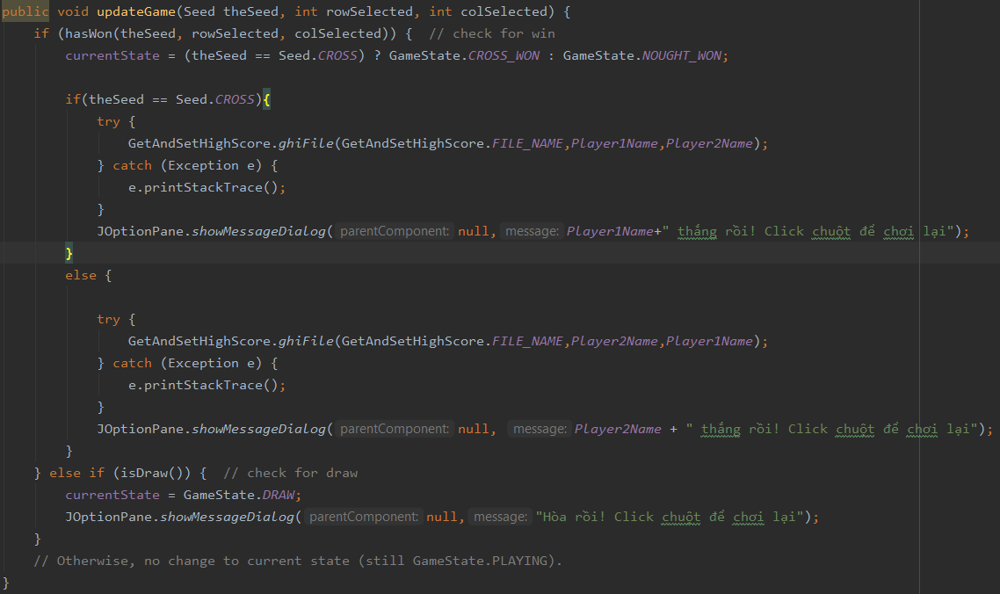 public void updateGame(Seed theSeed, int rowSelected, int colSelected) {
if (hasWon(theSeed, rowSelected, colSelected)) {  // check for win
currentState = (theSeed == Seed.CROSS) ? GameState.CROSS_WON : GameState.NOUGHT_WON;
if(theSeed == Seed.CROSS){
try {
GetAndSetHighScore.ghiFile(GetAndSetHighScore.FILE_NAME,Player1Name,Player2Name);
} catch (Exception e) {
e.printStackTrace();
}
JOptionPane.showMessageDialog( parentComponent: null, message: Player1Name+" thắng rồi! Click chuột để chơi lại");
}
else {
try {
GetAndSetHighScore.ghiFile(GetAndSetHighScore.FILE_NAME,Player2Name,Player1Name);
} catch (Exception e) {
e.printStackTrace();
}
JOptionPane.showMessageDialog( parentComponent: null, message: Player2Name + " thắng rồi! Click chuột để chơi lại");
}
} else if (isDraw()) {  // check for draw
currentState = GameState.DRAW;
JOptionPane.showMessageDialog( parentComponent: null, message: "Hòa rồi! Click chuột để chơi lại");
}
// Otherwise, no change to current state (still GameState.PLAYING).
}